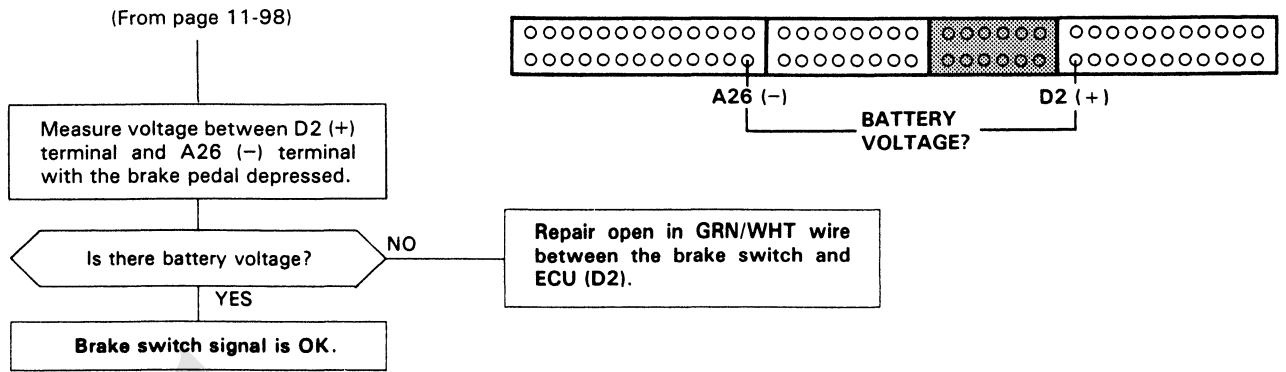 (From page 11-98)
A26 (−)
D2 (+)
BATTERY
VOLTAGE?
Measure voltage between D2 (+)
terminal and A26 (−) terminal
with the brake pedal depressed.
Is there battery voltage?
NO
Repair open in GRN/WHT wire
between the brake switch and
ECU (D2).
YES
Brake switch signal is OK.